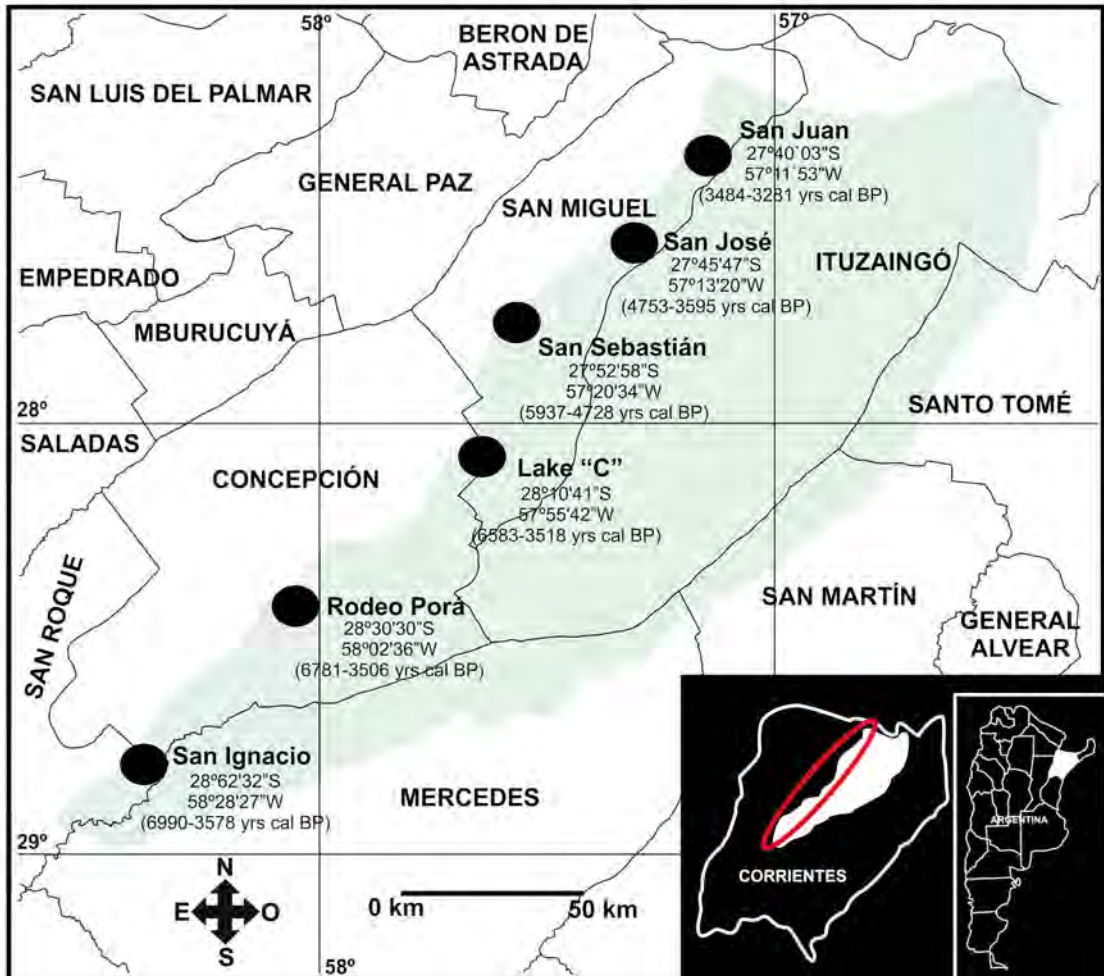 58º
57º
BERON DE
ASTRADA
SAN LUIS DEL PALMAR
San Juan
27º40`03"S
57º11`53"W
(3484-3281 yrs cal BP)
GENERAL PAZ
SAN MIGUEL
San José
27º45'47"S
57º13'20"W
(4753-3595 yrs cal BP)
ITUZAINGÓ
EMPEDRADO
MBURUCUYÁ
San Sebastián
27º52'58"S
57º20'34"W
(5937-4728 yrs cal BP)
28º
SANTO TOMÉ
SALADAS
CONCEPCIÓN
Lake “C”
28º10'41"S
57º55'42"W
(6583-3518 yrs cal BP)
SAN ROQUE
Rodeo Porá
28º30'30"S
58º02'36"W
(6781-3506 yrs cal BP)
SAN MARTÍN
GENERAL
ALVEAR
San Ignacio
28º62'32"S
58º28'27"W
(6990-3578 yrs cal BP)
MERCEDES
29º
N
E O
S
0 km 50 km
58º
CORRIENTES
ARGENTINA